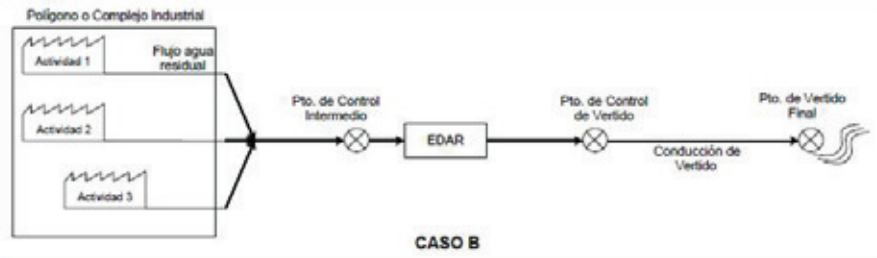 Polígono o Complejo Industrial
Actividad 1
Flujo agua
residual
Actividad 2
Actividad 3
Pto. de Control
Intermedio
EDAR
Pto. de Control
de Vertido
Conducción de
Vertido
Pto. de Vertido
Final
CASO B